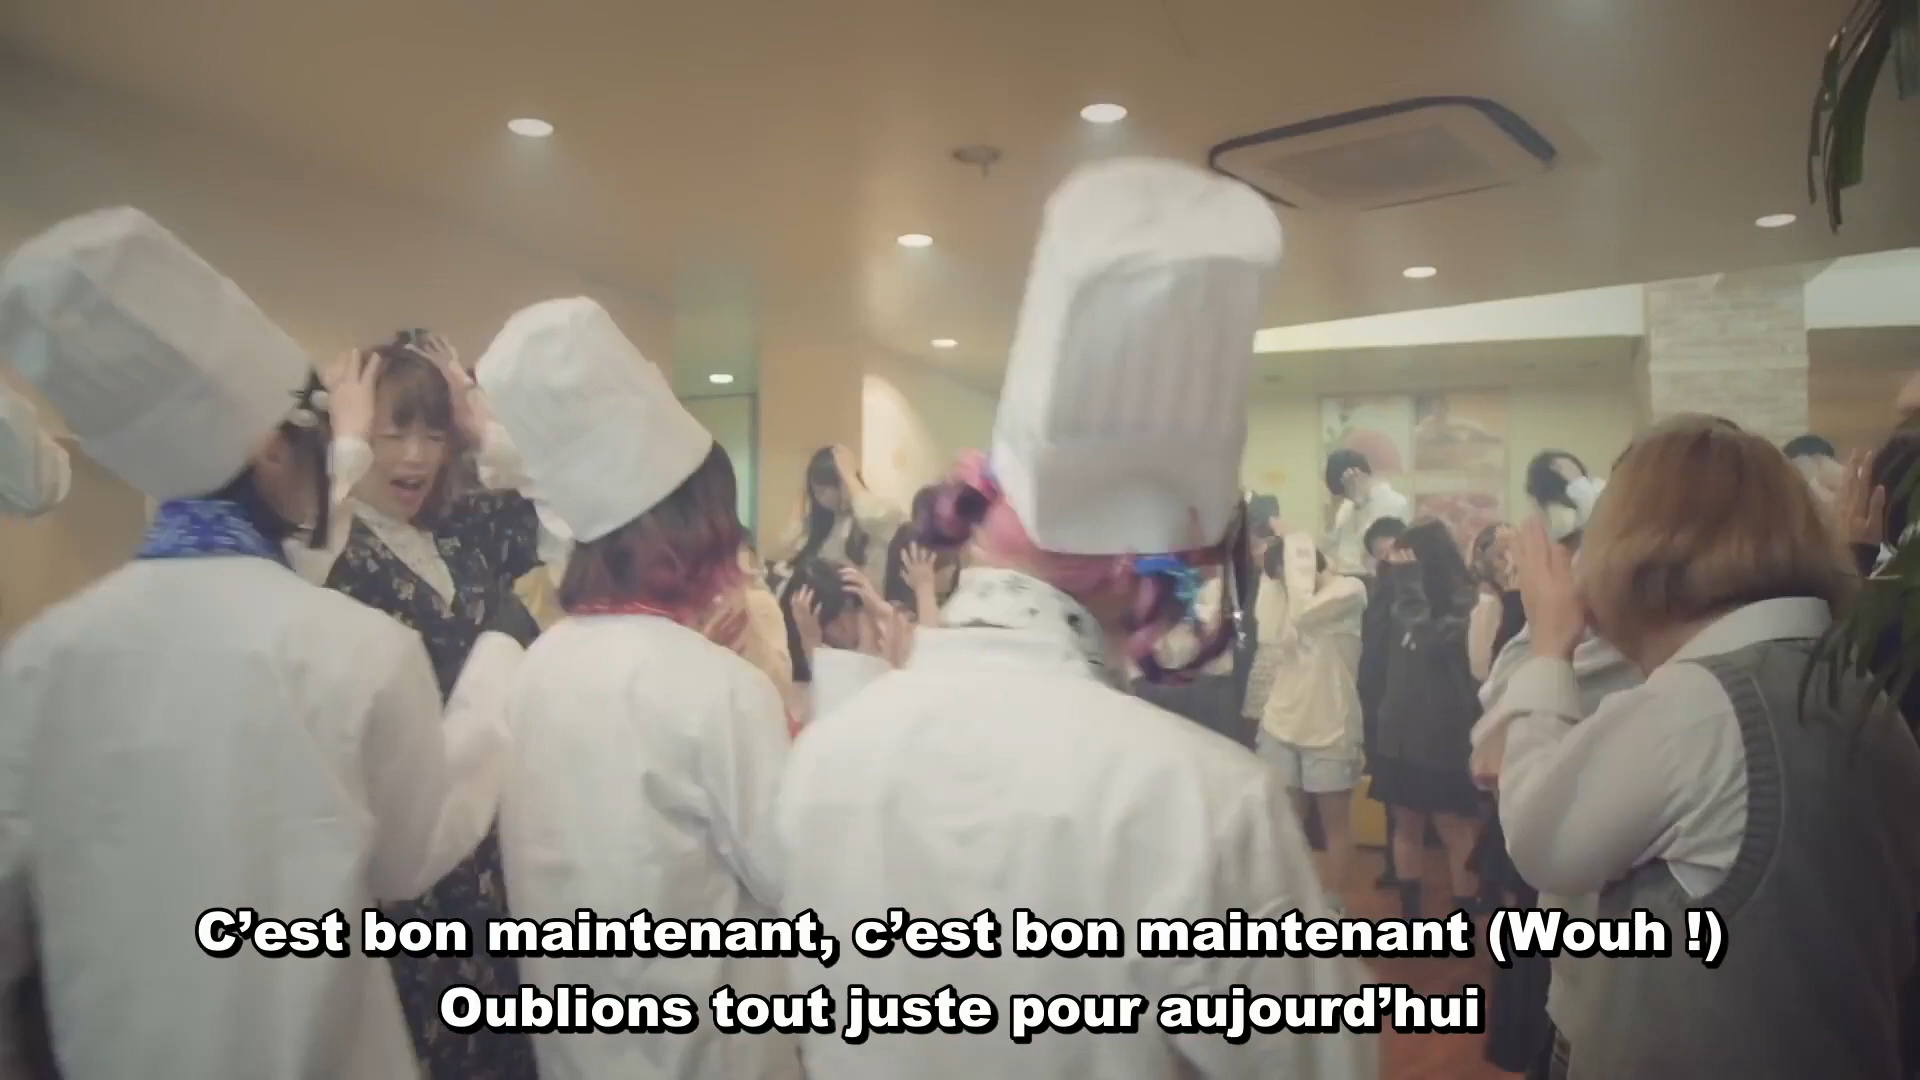 C’est bon maintenant, c’est bon maintenant (Wouh !)
Oublions tout juste pour aujourd’hui